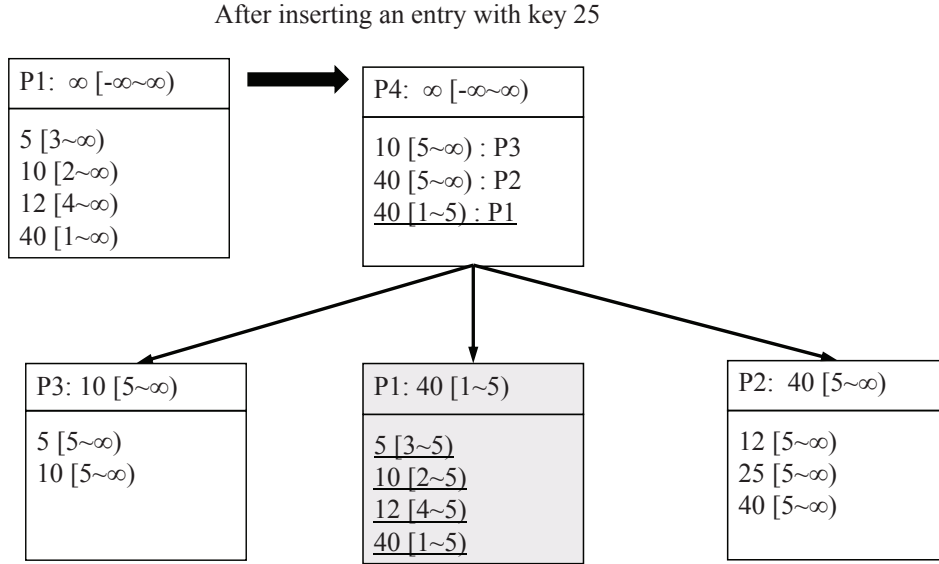 After inserting an entry with key 25
P1: ∞ [-∞~∞)
5 [3~∞)
10 [2~∞)
12 [4~∞)
40 [1~∞)
P4: ∞ [-∞~∞)
10 [5~∞) : P3
40 [5~∞) : P2
40 [1~5) : P1
P3: 10 [5~∞)
5 [5~∞)
10 [5~∞)
P1: 40 [1~5)
5 [3~5)
10 [2~5)
12 [4~5)
40 [1~5)
P2: 40 [5~∞)
12 [5~∞)
25 [5~∞)
40 [5~∞)